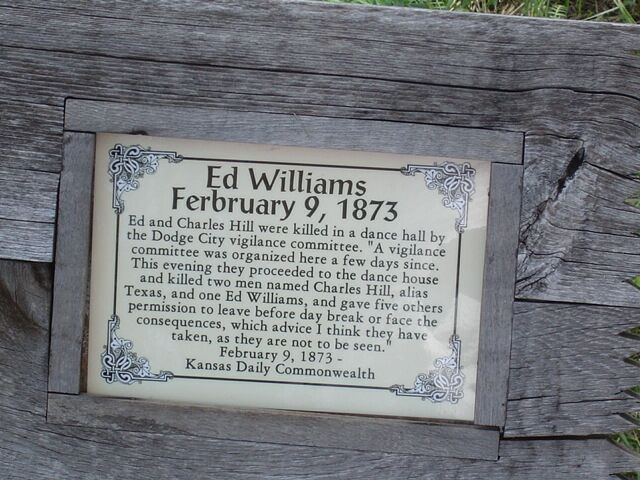 Ed Williams
Ferbruary 9, 1873
Ed and Charles Hill were killed in a dance hall by
the Dodge City vigilance committee. "A vigilance
committee was organized here a few days since.
This evening they proceeded to the dance house
and killed two men named Charles Hill, alias
Texas, and one Ed Williams, and gave five others
permission to leave before day break or face the
consequences, which advice I think they have
taken, as they are not to be seen."
February 9, 1873 -
Kansas Daily Commonwealth